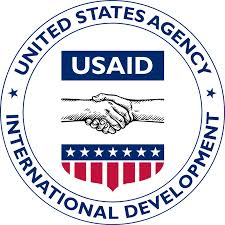 UNITED STATES AGENCY
USAID
INTERNATIONAL DEVELOPMENT